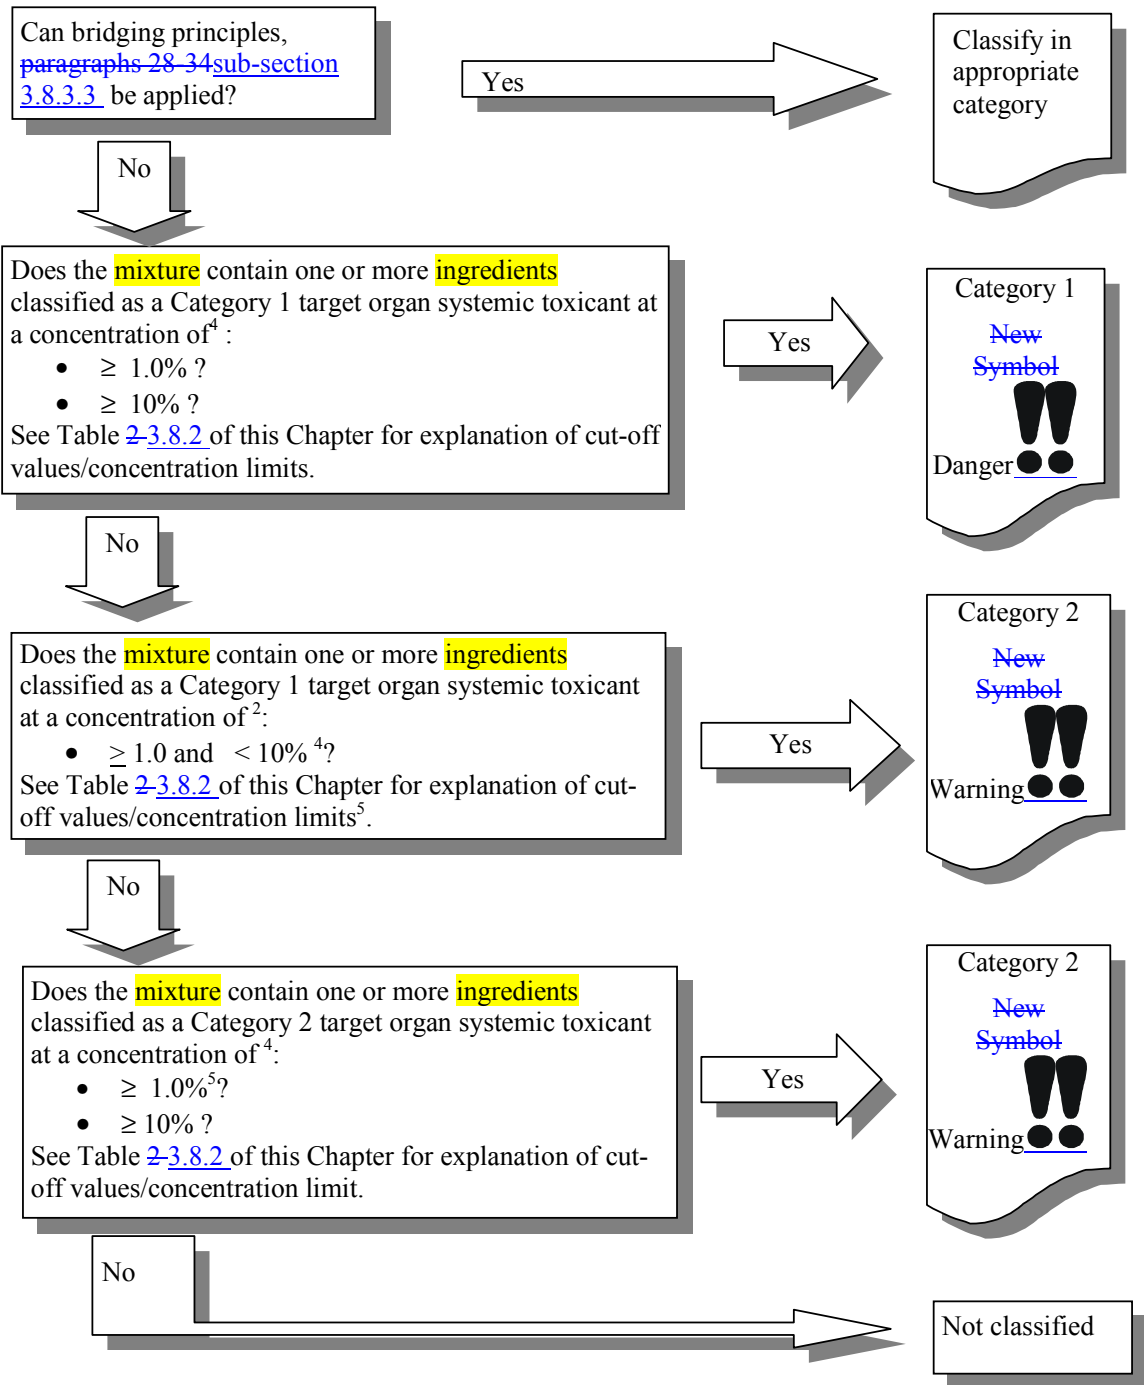 Can bridging principles,
paragraphs 28-34sub-section
3.8.3.3 be applied?
Yes
Classify in
appropriate
category
No
Does the mixture contain one or more ingredients
classified as a Category 1 target organ systemic toxicant at
a concentration of4 :
• ≥ 1.0% ?
• ≥ 10% ?
See Table 2 3.8.2 of this Chapter for explanation of cut-off
values/concentration limits.
Yes
Category 1
New
Symbol
Danger!!
No
Does the mixture contain one or more ingredients
classified as a Category 1 target organ systemic toxicant
at a concentration of 2:
• ≥ 1.0 and < 10% 4?
See Table 2 3.8.2 of this Chapter for explanation of cut-
off values/concentration limits5.
Yes
Category 2
New
Symbol
Warning!!
No
Does the mixture contain one or more ingredients
classified as a Category 2 target organ systemic toxicant
at a concentration of 4:
• ≥ 1.0%5?
• ≥ 10% ?
See Table 2 3.8.2 of this Chapter for explanation of cut-
off values/concentration limit.
Yes
Category 2
New
Symbol
Warning!!
No
Not classified